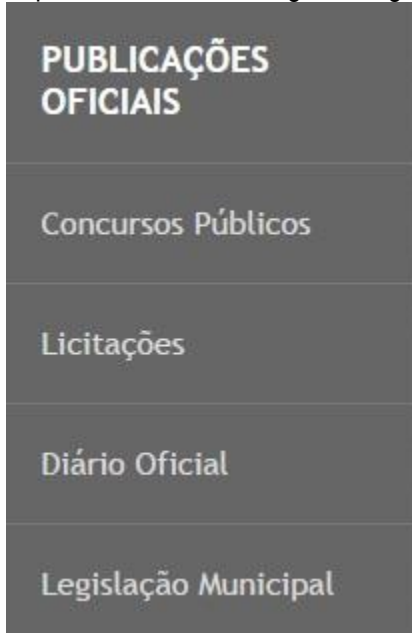 PUBLICAÇÕES
OFICIAIS
Concursos Públicos
Licitações
Diário Oficial
Legislação Municipal